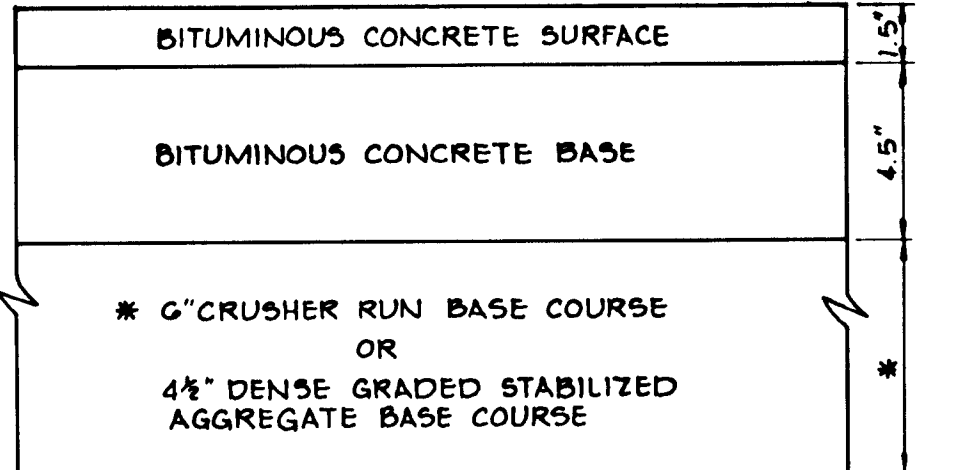 BITUMINOUS CONCRETE SURFACE
1.5"
BITUMINOUS CONCRETE BASE
4.5"
* 6" CRUSHER RUN BASE COURSE
OR
4½" DENSE GRADED STABILIZED
AGGREGATE BASE COURSE
*